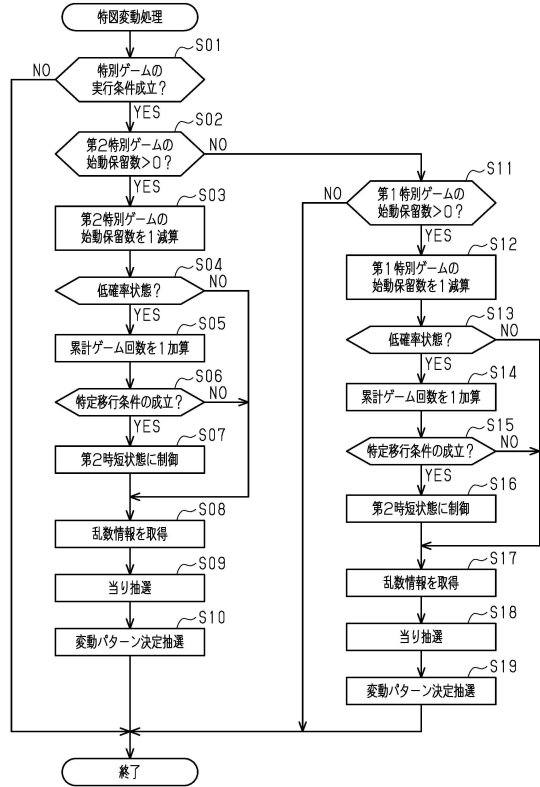 特図変動処理
S01
特別ゲームの
実行条件成立？
NO
YES
S02
第2特別ゲームの
始動保留数>0？
NO
YES
S03
第2特別ゲームの
始動保留数を1減算
S04
低確率状態？
NO
YES
S05
累計ゲーム回数を1加算
S06
特定移行条件の成立？
NO
YES
S07
第2時短状態に制御
S08
乱数情報を取得
S09
当り抽選
S10
変動パターン決定抽選
S11
第1特別ゲームの
始動保留数>0？
NO
YES
S12
第1特別ゲームの
始動保留数を1減算
S13
低確率状態？
NO
YES
S14
累計ゲーム回数を1加算
S15
特定移行条件の成立？
NO
YES
S16
第2時短状態に制御
S17
乱数情報を取得
S18
当り抽選
S19
変動パターン決定抽選
終了